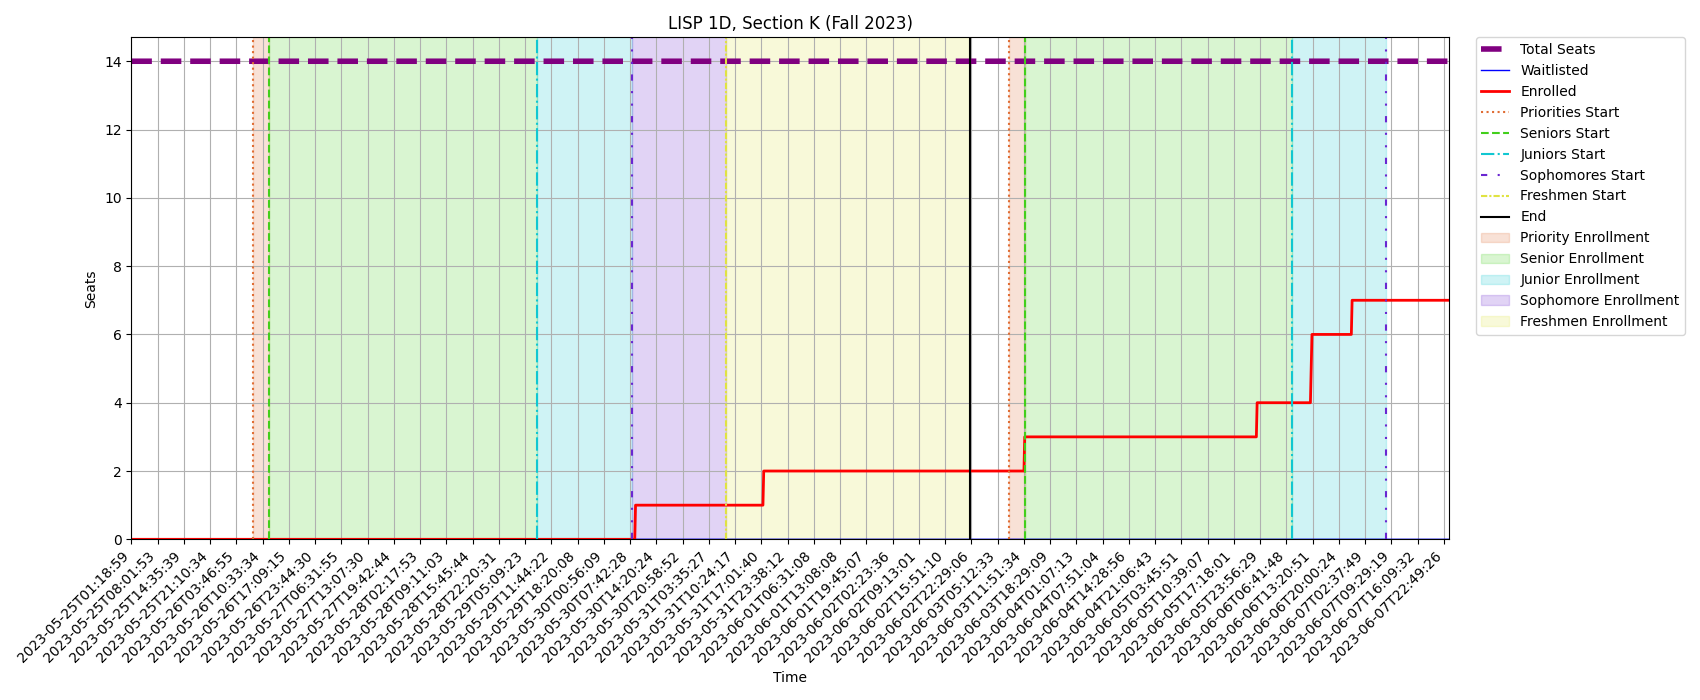 LISP 1D, Section K (Fall 2023)
14
12
10
8
6
4
2
0
Seats
2023-05-25T01:18:59
2023-05-25T08:01:53
2023-05-25T14:35:39
2023-05-25T21:10:34
2023-05-26T03:46:55
2023-05-26T10:33:34
2023-05-26T17:09:15
2023-05-26T23:44:30
2023-05-27T06:31:55
2023-05-27T13:07:30
2023-05-27T19:42:44
2023-05-28T02:17:53
2023-05-28T09:11:03
2023-05-28T15:45:44
2023-05-28T22:20:31
2023-05-29T05:09:23
2023-05-29T11:44:22
2023-05-29T18:20:08
2023-05-30T00:56:09
2023-05-30T07:42:28
2023-05-30T14:20:24
2023-05-30T20:58:52
2023-05-31T03:35:27
2023-05-31T10:24:17
2023-05-31T17:01:40
2023-05-31T23:38:12
2023-06-01T06:31:08
2023-06-01T13:08:08
2023-06-01T19:45:07
2023-06-02T02:23:36
2023-06-02T09:13:01
2023-06-02T15:51:10
2023-06-02T22:29:06
2023-06-03T05:12:33
2023-06-03T11:51:34
2023-06-03T18:29:09
2023-06-04T01:07:13
2023-06-04T07:51:04
2023-06-04T14:28:56
2023-06-04T21:06:43
2023-06-05T03:45:51
2023-06-05T10:39:07
2023-06-05T17:18:01
2023-06-05T23:56:29
2023-06-06T06:41:48
2023-06-06T13:20:51
2023-06-06T20:00:24
2023-06-07T02:37:49
2023-06-07T09:29:19
2023-06-07T16:09:32
2023-06-07T22:49:26
Time
Total Seats
Waitlisted
Enrolled
Priorities Start
Seniors Start
Juniors Start
Sophomores Start
Freshmen Start
End
Priority Enrollment
Senior Enrollment
Junior Enrollment
Sophomore Enrollment
Freshmen Enrollment